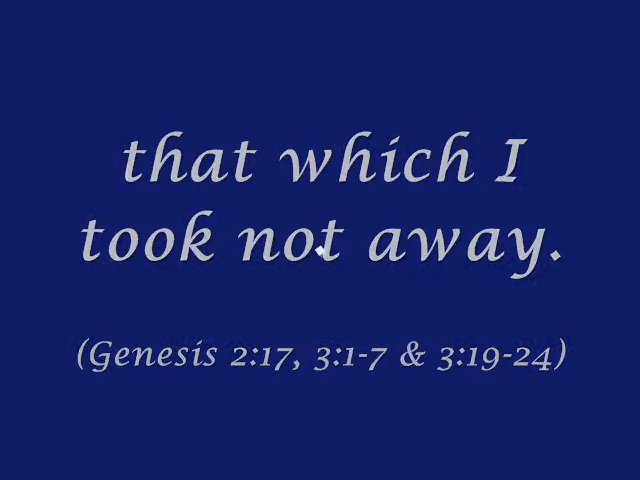 that which I
took not away.
(Genesis 2:17, 3:1-7 & 3:19-24)